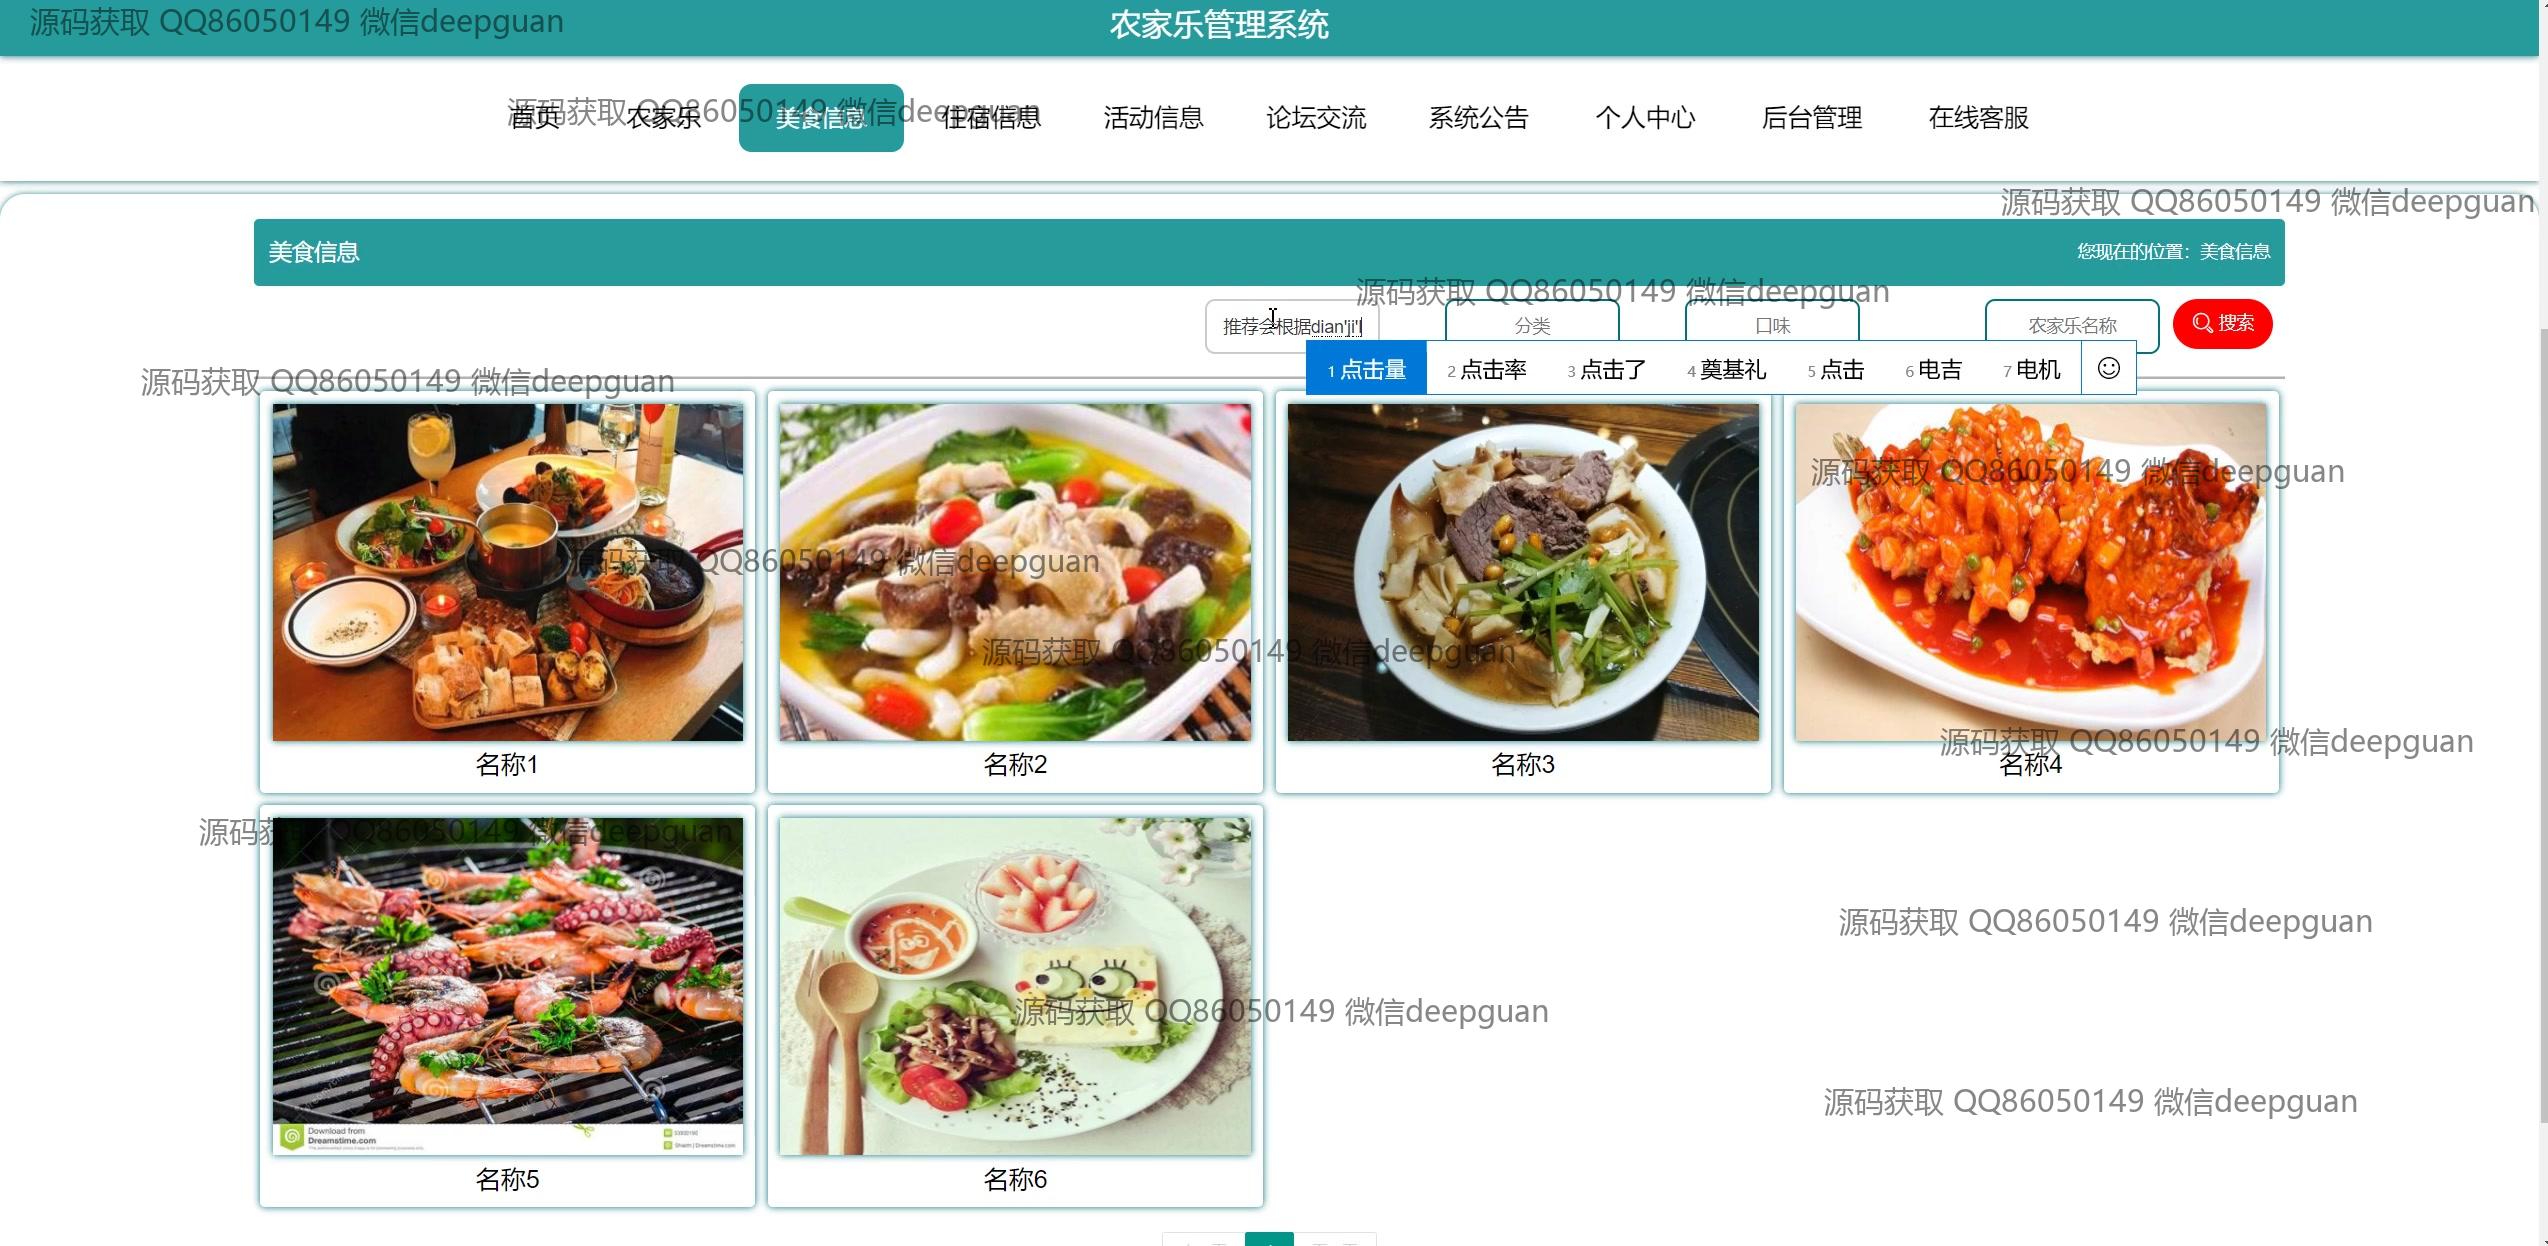 源码获取 QQ86050149 微信deepguan
农家乐管理系统
源码获取 QQ86050149 微信deepguan
首页 农家乐 美食信息 住宿信息 活动信息 论坛交流 系统公告 个人中心 后台管理 在线客服
源码获取 QQ86050149 微信deepguan
美食信息 您现在的位置：美食信息
源码获取 QQ86050149 微信deepguan
推荐会根据dian'ji'l 分类 口味 农家乐名称 搜索
1 点击量 2 点击率 3 点击了 4 奠基礼 5 点击 6 电吉 7 电机
源码获取 QQ86050149 微信deepguan
源码获取 QQ86050149 微信deepguan
源码获取 QQ86050149 微信deepguan
源码获取 QQ86050149 微信deepguan
源码获取 QQ86050149 微信deepguan
名称1 名称2 名称3 名称4
源码获取 QQ86050149 微信deepguan
源码获取 QQ86050149 微信deepguan
源码获取 QQ86050149 微信deepguan
源码获取 QQ86050149 微信deepguan
Download from
Dreamstime.com
名称5 名称6